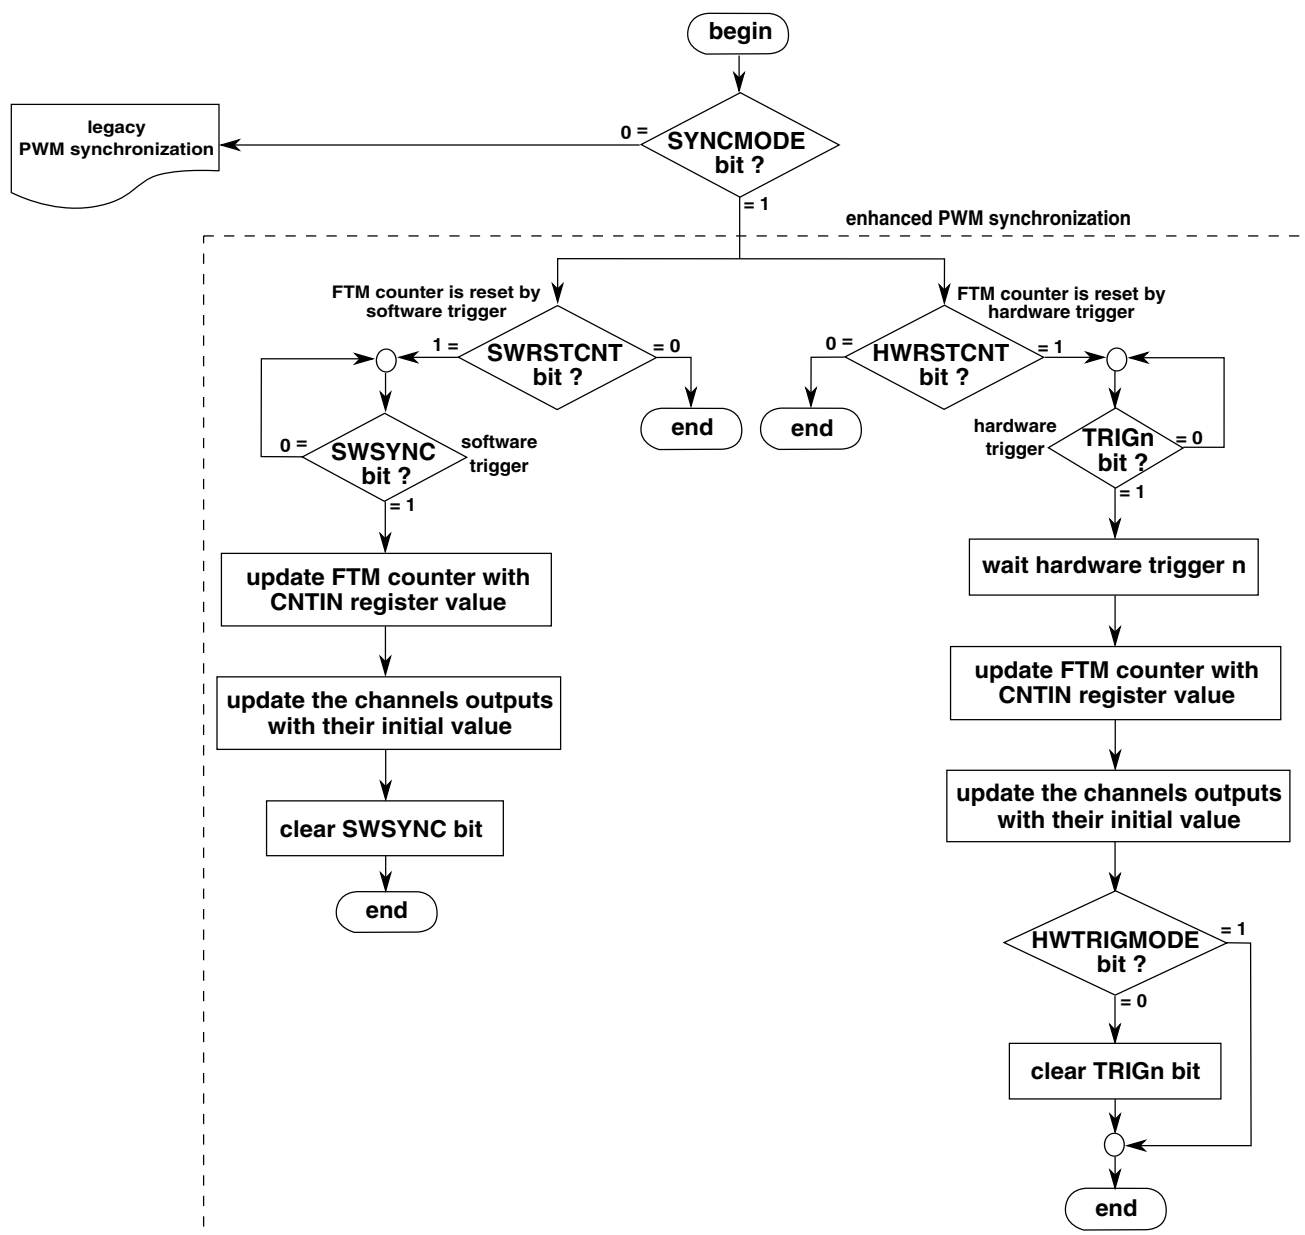 begin
legacy
PWM synchronization
0 =
SYNCMODE
bit ?
= 1
enhanced PWM synchronization
FTM counter is reset by
software trigger
FTM counter is reset by
hardware trigger
1 =
SWRSTCNT
bit ?
= 0
0 =
HWRSTCNT
bit ?
= 1
end
end
0 =
SWSYNC
bit ?
software
trigger
= 1
hardware
trigger
TRIGn
bit ?
= 0
= 1
update FTM counter with
CNTIN register value
update the channels outputs
with their initial value
clear SWSYNC bit
end
wait hardware trigger n
update FTM counter with
CNTIN register value
update the channels outputs
with their initial value
HWTRIGMODE
bit ?
= 1
= 0
clear TRIGn bit
end